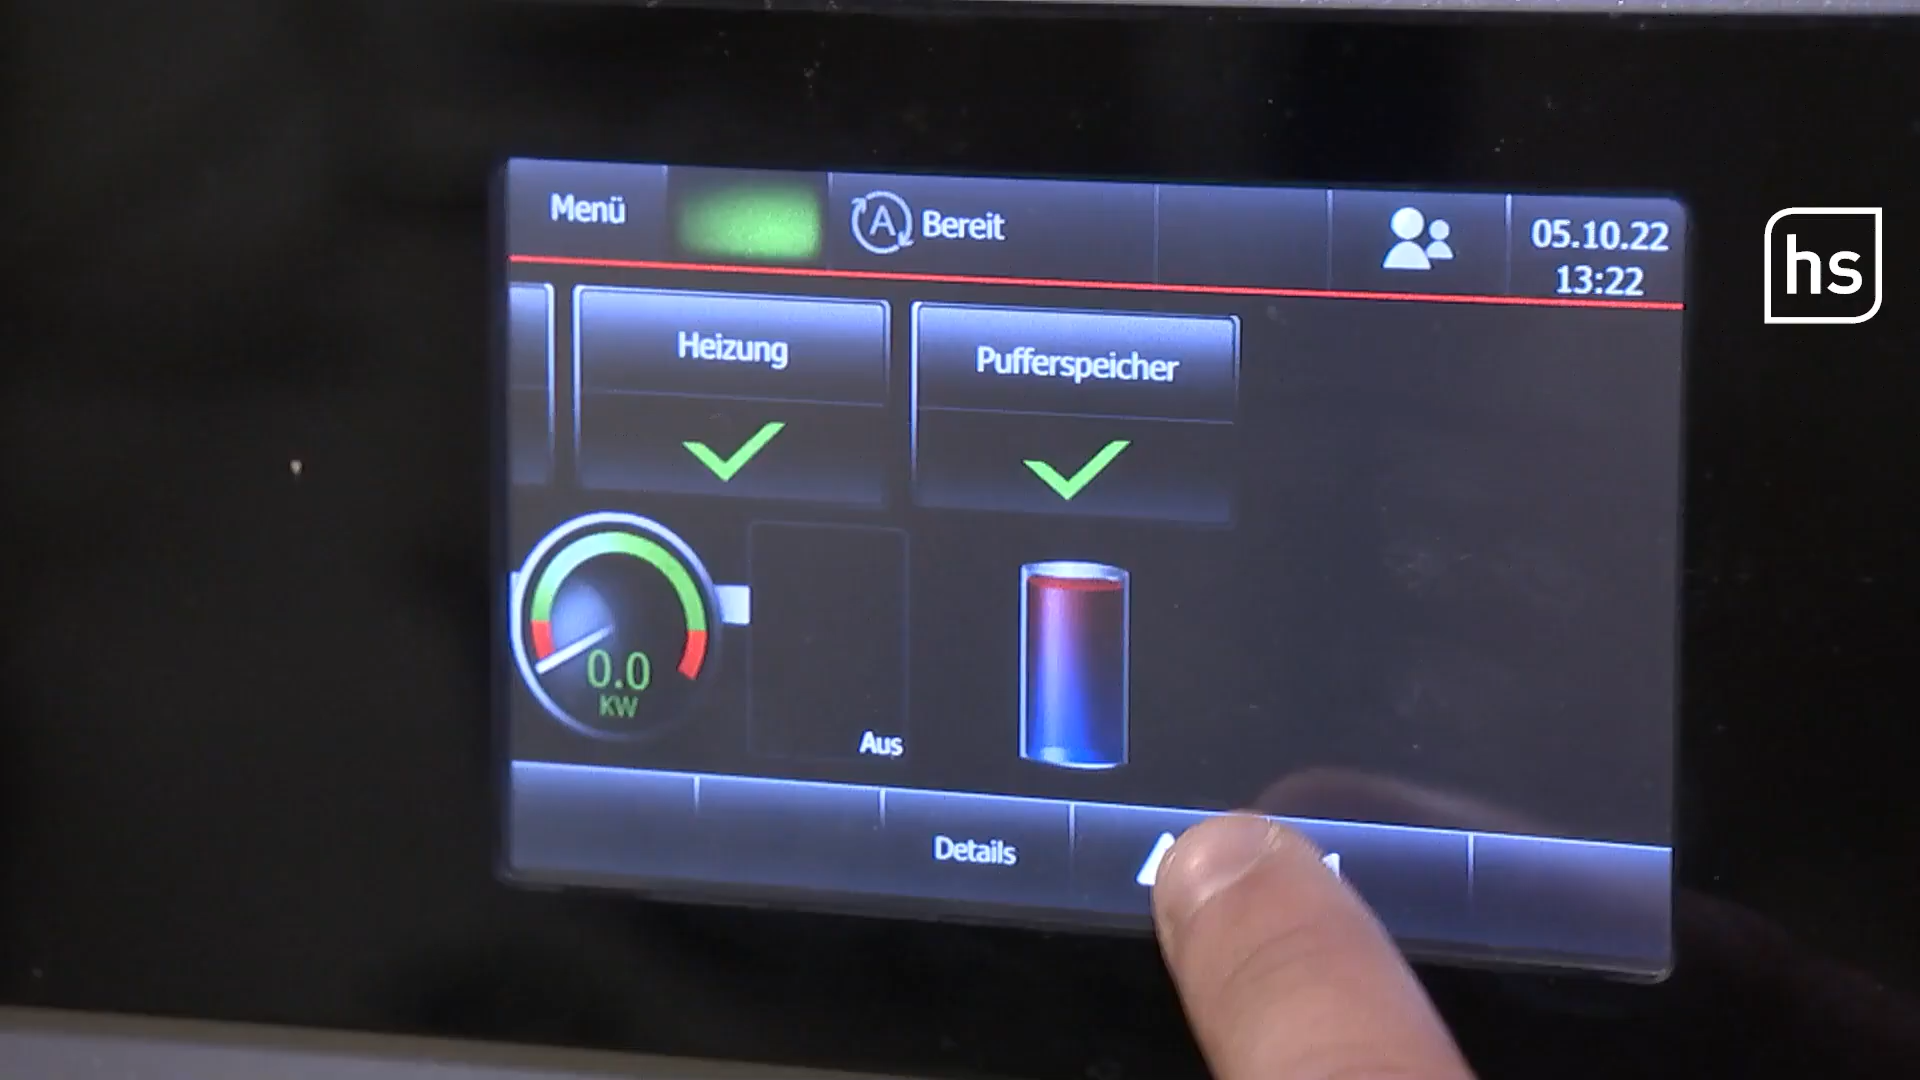 Menü
A Bereit
05.10.22
13:22
hs
Heizung
Pufferspeicher
0.0
KW
Aus
Details